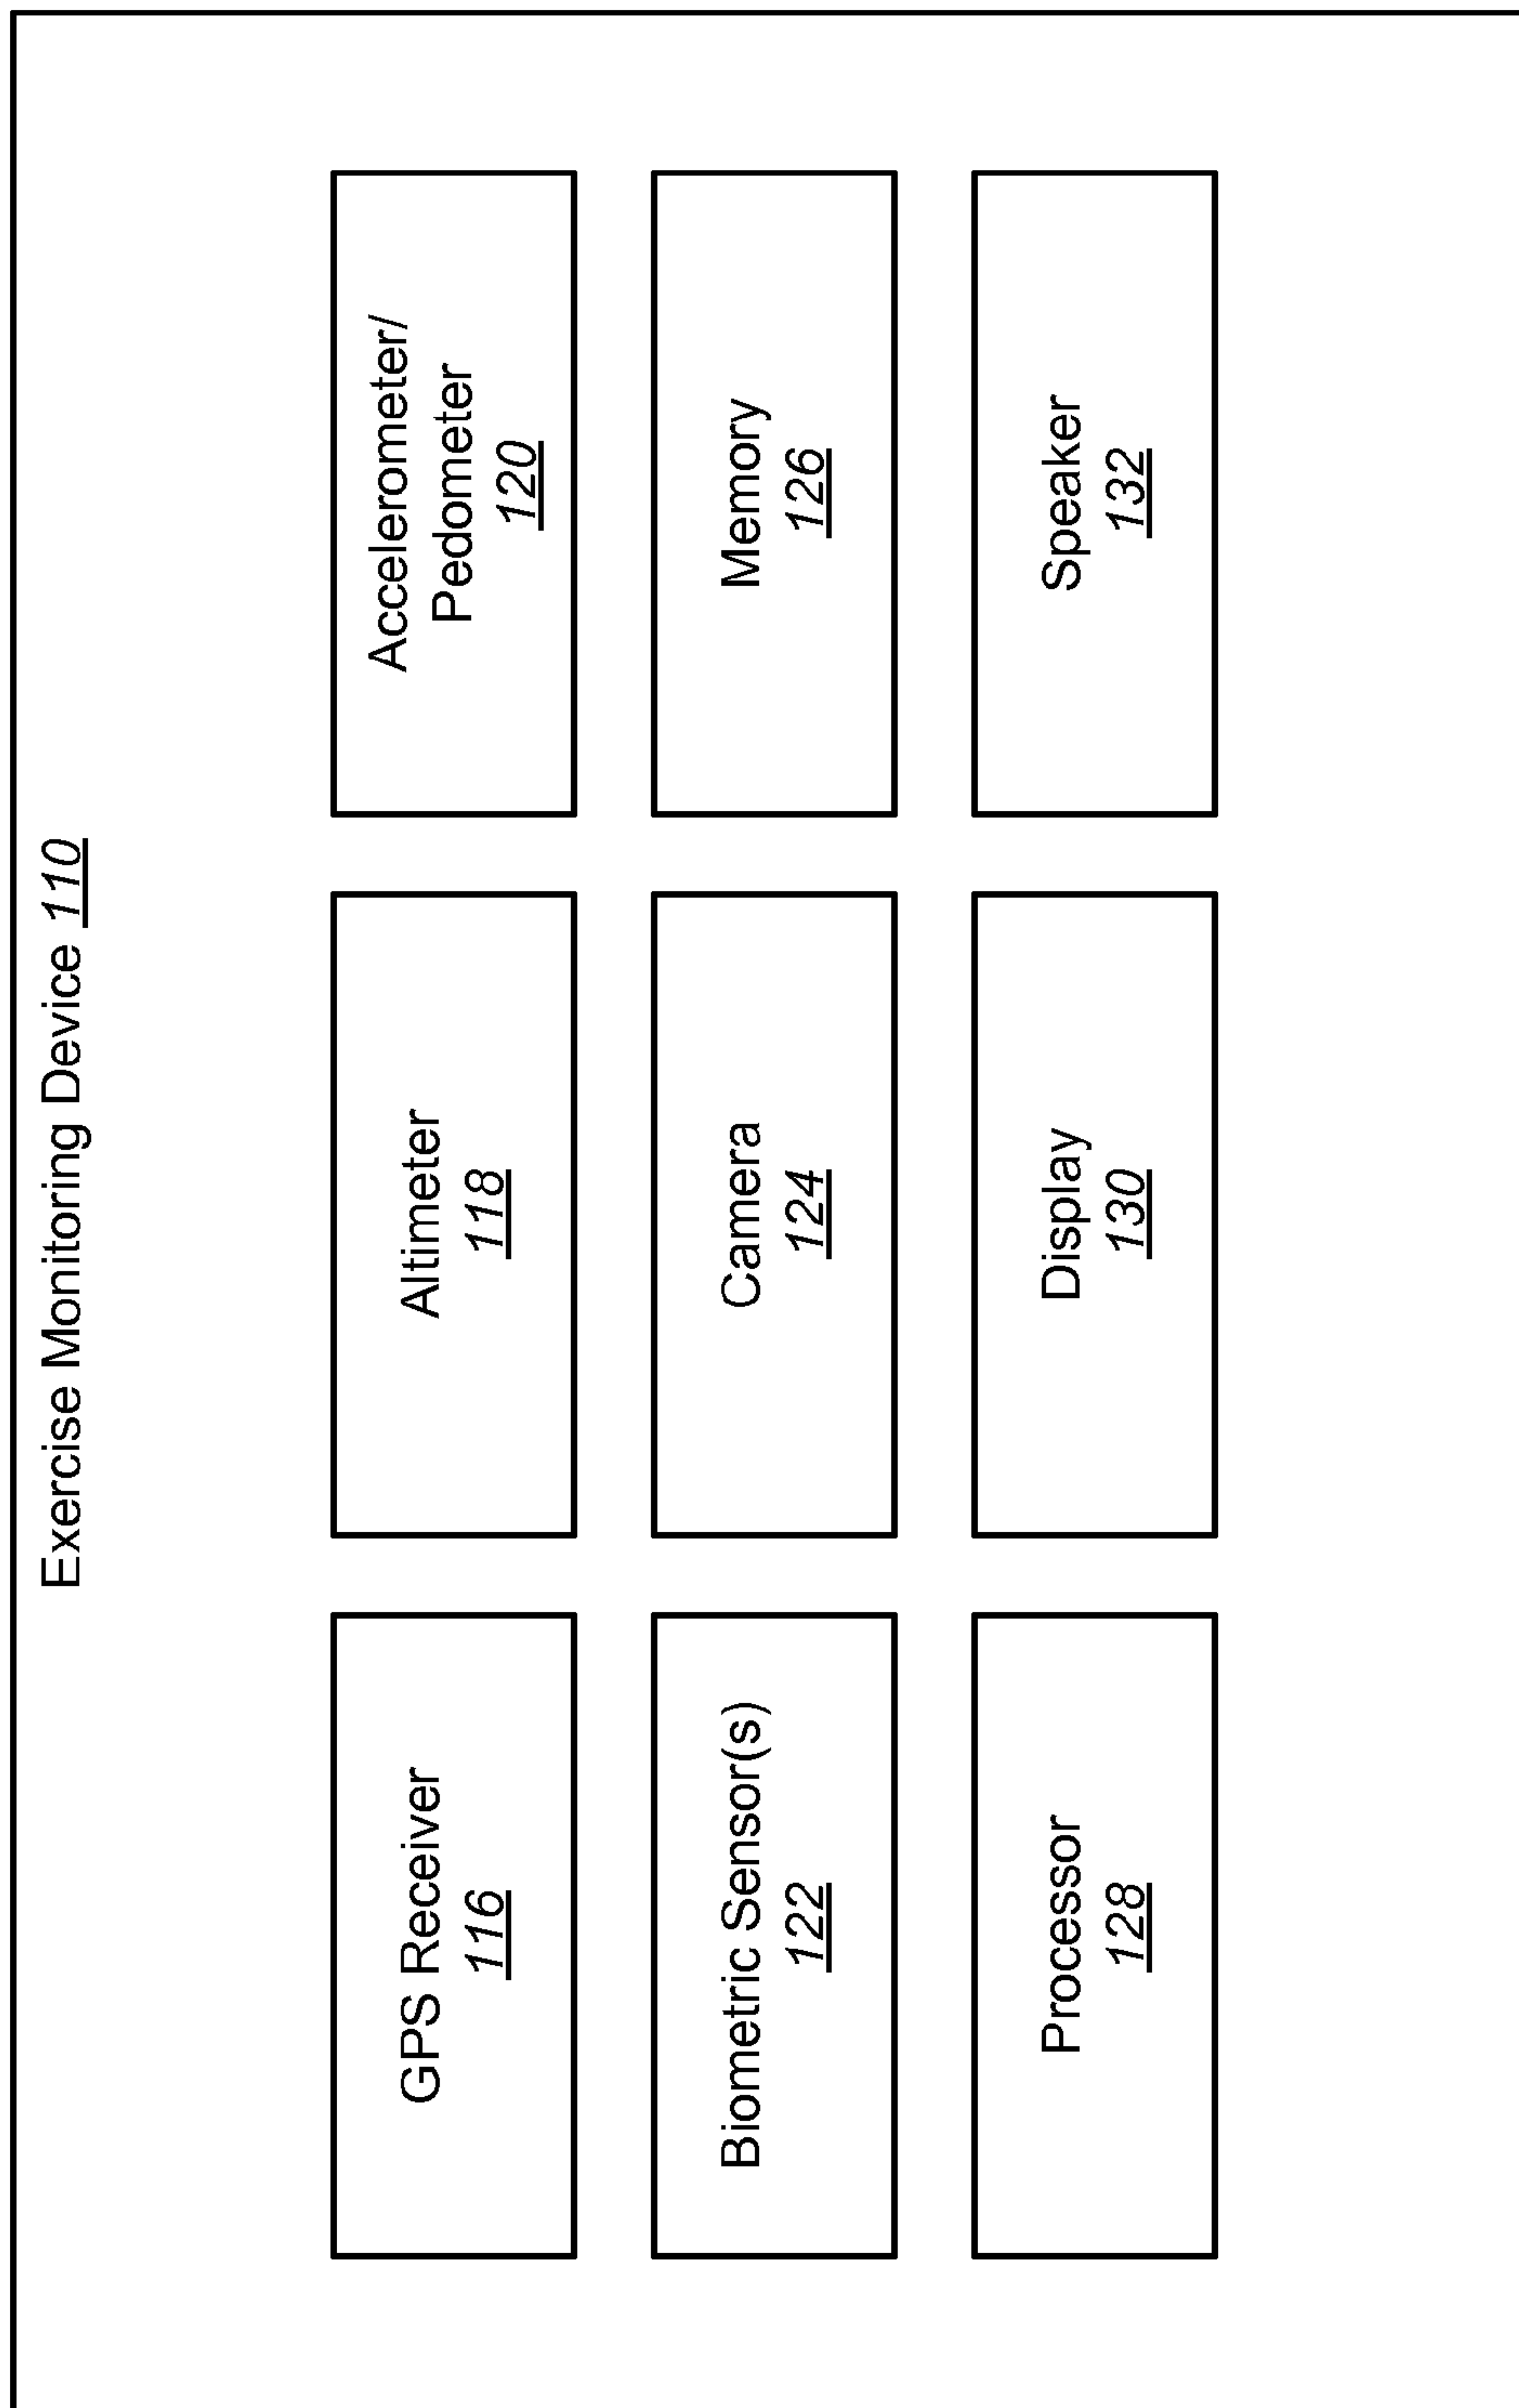 Exercise Monitoring Device 110
GPS Receiver
116
Altimeter
118
Accelerometer/
Pedometer
120
Biometric Sensor(s)
122
Camera
124
Memory
126
Processor
128
Display
130
Speaker
132